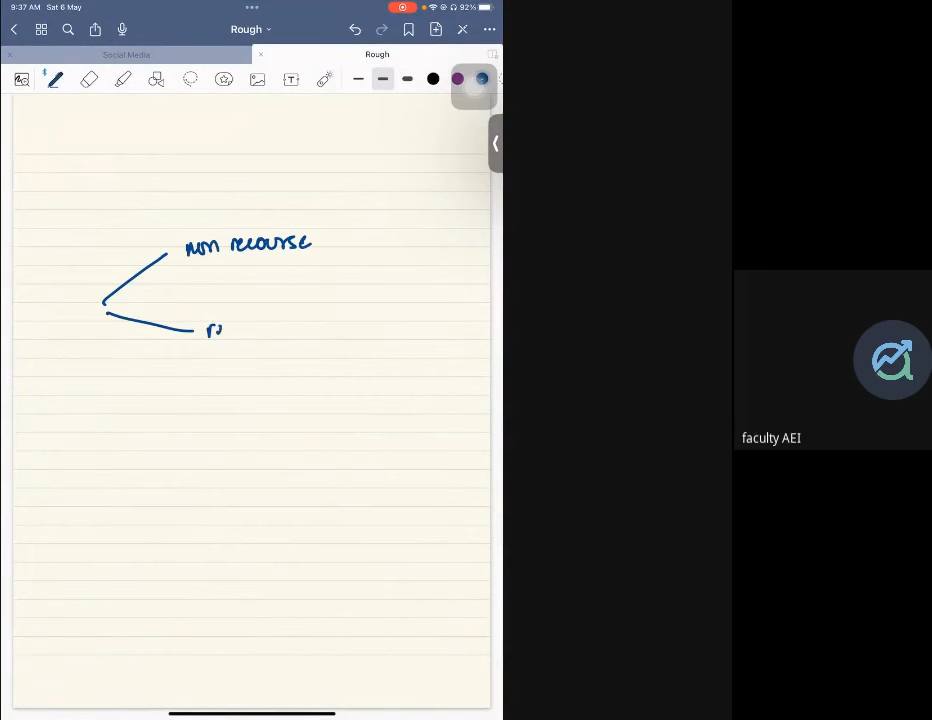 9:37 AM Sat 6 May
92%
Rough
Social Media
Rough
T
non recourse
faculty AEI